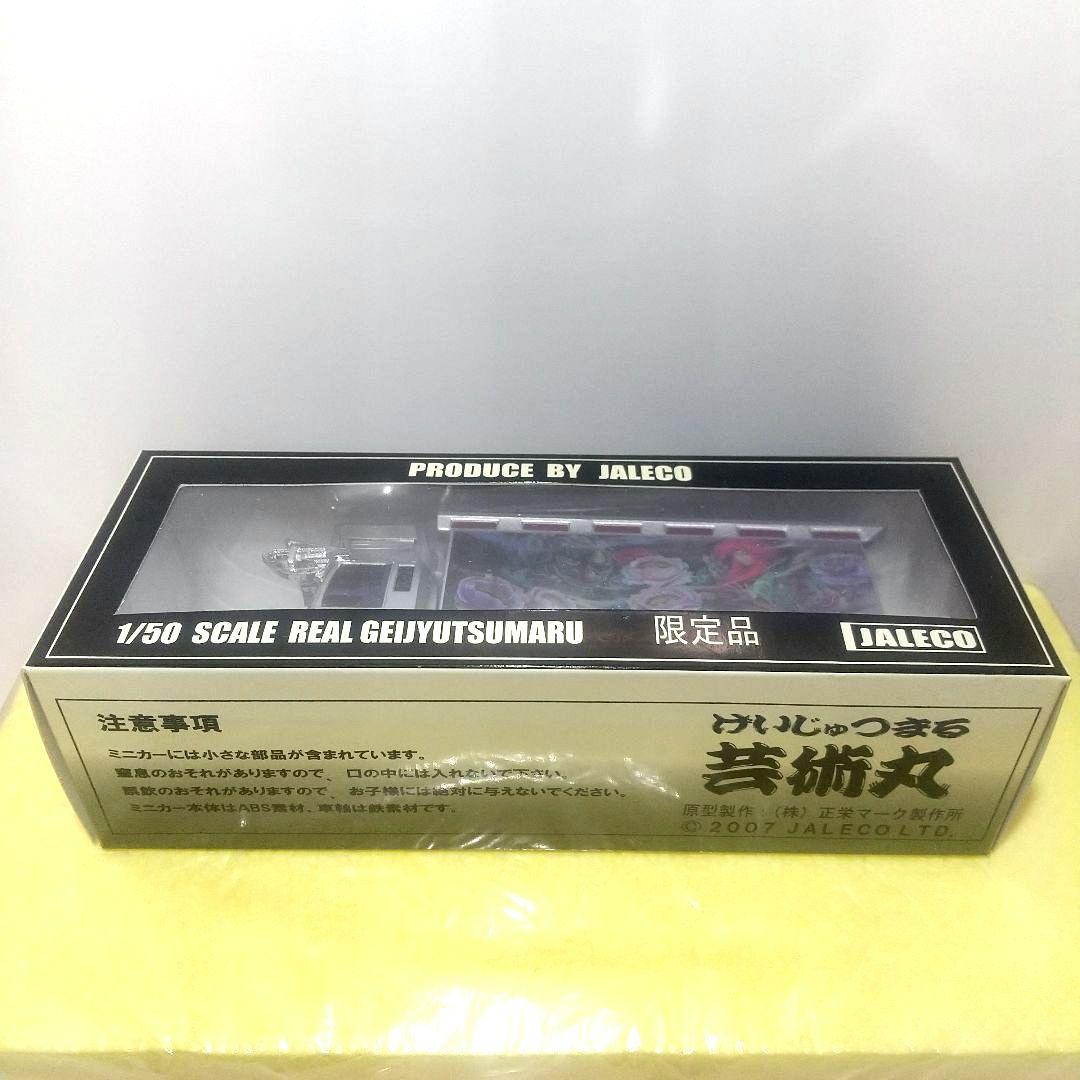 PRODUCE BY JALECO
1/50 SCALE REAL GEIJYUTSUMARU 限定品 JALECO
注意事項
ミニカーには小さな部品が含まれています。
窒息のおそれがありますので、口の中には入れないで下さい。
誤飲のおそれがありますので、お子様には絶対に与えないでください。
ミニカー本体はABS素材、車軸は鉄素材です。
げいじゅつまる
芸術丸
原型製作:(株)正栄マーク製作所
© 2007 JALECO LTD.